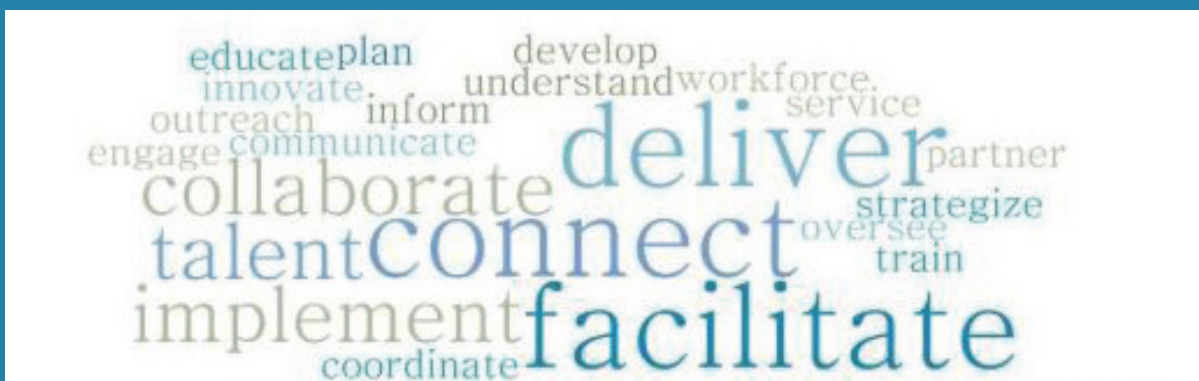 educate plan develop
innovate understand workforce.
outreach inform service
engage communicate deliver partner
collaborate strategize
talent connect oversee
train
implement facilitate
coordinate